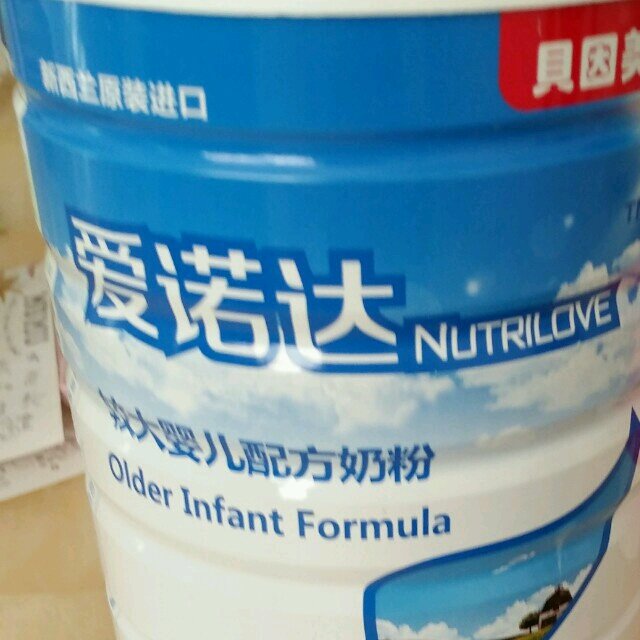 新西兰原装进口
貝因美
爱诺达 NUTRILOVE
较大婴儿配方奶粉
Older Infant Formula